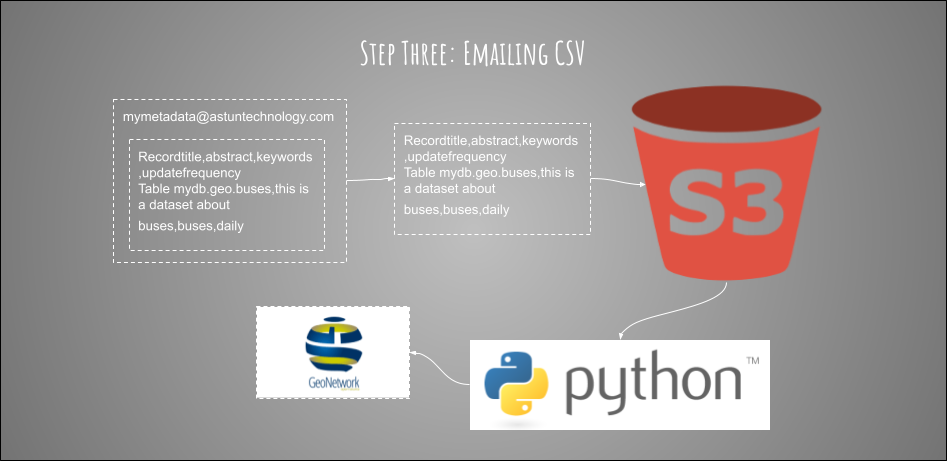 Step Three: Emailing CSV
mymetadata@astuntechnology.com
Recordtitle,abstract,keywords
,updatefrequency
Table mydb.geo.buses,this is
a dataset about
buses,buses,daily
Recordtitle,abstract,keywords
,updatefrequency
Table mydb.geo.buses,this is
a dataset about
buses,buses,daily
S3
GeoNetwork
python™